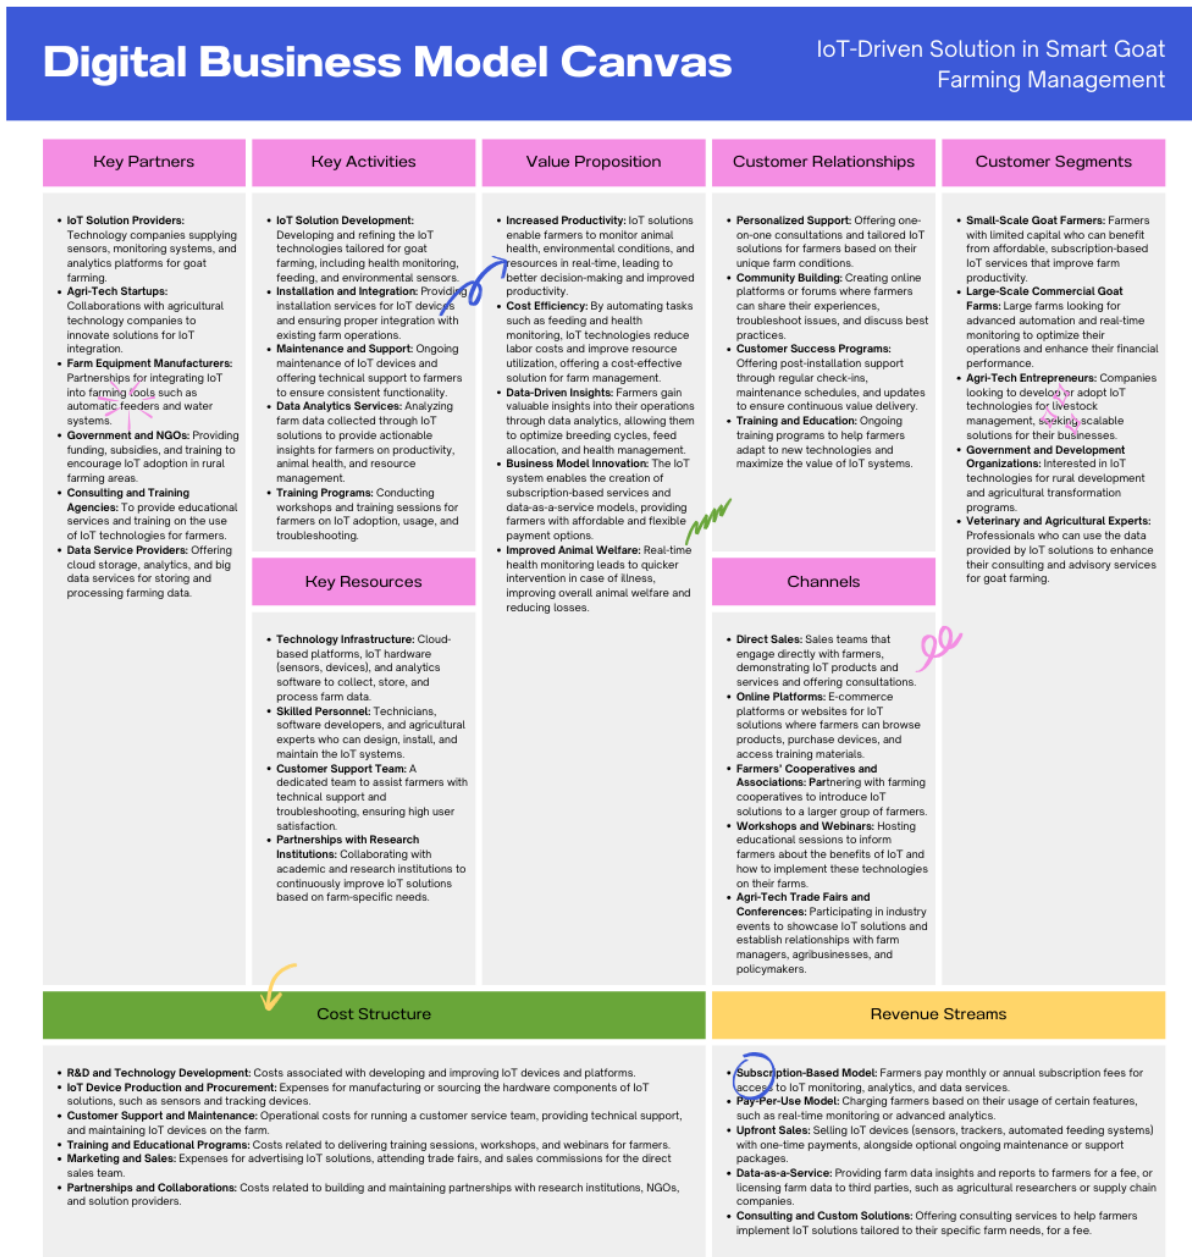 Digital Business Model Canvas
IoT-Driven Solution in Smart Goat
Farming Management
Key Partners
• IoT Solution Providers:
Technology companies supplying
sensors, monitoring systems, and
analytics platforms for goat
farming.
• Agri-Tech Startups:
Collaborations with agricultural
technology companies to
innovate solutions for IoT
integration.
• Farm Equipment Manufacturers:
Partnerships for integrating IoT
into farming tools such as
automatic feeders and water
systems.
• Government and NGOs: Providing
funding, subsidies, and training to
encourage IoT adoption in rural
farming areas.
• Consulting and Training
Agencies: To provide educational
services and training on the use
of IoT technologies for farmers.
• Data Service Providers: Offering
cloud storage, analytics, and big
data services for storing and
processing farming data.
Key Activities
• IoT Solution Development:
Developing and refining the IoT
technologies tailored for goat
farming, including health monitoring,
feeding, and environmental sensors.
• Installation and Integration: Providing
installation services for IoT devices
and ensuring proper integration with
existing farm operations.
• Maintenance and Support: Ongoing
maintenance of IoT devices and
offering technical support to farmers
to ensure consistent functionality.
• Data Analytics Services: Analyzing
farm data collected through IoT
solutions to provide actionable
insights for farmers on productivity,
animal health, and resource
management.
• Training Programs: Conducting
workshops and training sessions for
farmers on IoT adoption, usage, and
troubleshooting.
Key Resources
• Technology Infrastructure: Cloud-
based platforms, IoT hardware
(sensors, devices), and analytics
software to collect, store, and
process farm data.
• Skilled Personnel: Technicians,
software developers, and agricultural
experts who can design, install, and
maintain the IoT systems.
• Customer Support Team: A
dedicated team to assist farmers with
technical support and
troubleshooting, ensuring high user
satisfaction.
• Partnerships with Research
Institutions: Collaborating with
academic and research institutions to
continuously improve IoT solutions
based on farm-specific needs.
Value Proposition
• Increased Productivity: IoT solutions
enable farmers to monitor animal
health, environmental conditions, and
resources in real-time, leading to
better decision-making and improved
productivity.
• Cost Efficiency: By automating tasks
such as feeding and health
monitoring, IoT technologies reduce
labor costs and improve resource
utilization, offering a cost-effective
solution for farm management.
• Data-Driven Insights: Farmers gain
valuable insights into their operations
through data analytics, allowing them
to optimize breeding cycles, feed
allocation, and health management.
• Business Model Innovation: The IoT
system enables the creation of
subscription-based services and
data-as-a-service models, providing
farmers with affordable and flexible
payment options.
• Improved Animal Welfare: Real-time
health monitoring leads to quicker
intervention in case of illness,
improving overall animal welfare and
reducing losses.
Customer Relationships
• Personalized Support: Offering one-
on-one consultations and tailored IoT
solutions for farmers based on their
unique farm conditions.
• Community Building: Creating online
platforms or forums where farmers
can share their experiences,
troubleshoot issues, and discuss best
practices.
• Customer Success Programs:
Offering post-installation support
through regular check-ins,
maintenance schedules, and updates
to ensure continuous value delivery.
• Training and Education: Ongoing
training programs to help farmers
adapt to new technologies and
maximize the value of IoT systems.
Channels
• Direct Sales: Sales teams that
engage directly with farmers,
demonstrating IoT products and
services and offering consultations.
• Online Platforms: E-commerce
platforms or websites for IoT
solutions where farmers can browse
products, purchase devices, and
access training materials.
• Farmers' Cooperatives and
Associations: Partnering with farming
cooperatives to introduce IoT
solutions to a larger group of farmers.
• Workshops and Webinars: Hosting
educational sessions to inform
farmers about the benefits of IoT and
how to implement these technologies
on their farms.
• Agri-Tech Trade Fairs and
Conferences: Participating in industry
events to showcase IoT solutions and
establish relationships with farm
managers, agribusinesses, and
policymakers.
Customer Segments
• Small-Scale Goat Farmers: Farmers
with limited capital who can benefit
from affordable, subscription-based
IoT services that improve farm
productivity.
• Large-Scale Commercial Goat
Farms: Large farms looking for
advanced automation and real-time
monitoring to optimize their
operations and enhance their financial
performance.
• Agri-Tech Entrepreneurs: Companies
looking to develop or adopt IoT
technologies for livestock
management, seeking scalable
solutions for their businesses.
• Government and Development
Organizations: Interested in IoT
technologies for rural development
and agricultural transformation
programs.
• Veterinary and Agricultural Experts:
Professionals who can use the data
provided by IoT solutions to enhance
their consulting and advisory services
for goat farming.
Cost Structure
• R&D and Technology Development: Costs associated with developing and improving IoT devices and platforms.
• IoT Device Production and Procurement: Expenses for manufacturing or sourcing the hardware components of IoT
solutions, such as sensors and tracking devices.
• Customer Support and Maintenance: Operational costs for running a customer service team, providing technical support,
and maintaining IoT devices on the farm.
• Training and Educational Programs: Costs related to delivering training sessions, workshops, and webinars for farmers.
• Marketing and Sales: Expenses for advertising IoT solutions, attending trade fairs, and sales commissions for the direct
sales team.
• Partnerships and Collaborations: Costs related to building and maintaining partnerships with research institutions, NGOs,
and solution providers.
Revenue Streams
• Subscription-Based Model: Farmers pay monthly or annual subscription fees for
access to IoT monitoring, analytics, and data services.
• Pay-Per-Use Model: Charging farmers based on their usage of certain features,
such as real-time monitoring or advanced analytics.
• Upfront Sales: Selling IoT devices (sensors, trackers, automated feeding systems)
with one-time payments, alongside optional ongoing maintenance or support
packages.
• Data-as-a-Service: Providing farm data insights and reports to farmers for a fee, or
licensing farm data to third parties, such as agricultural researchers or supply chain
companies.
• Consulting and Custom Solutions: Offering consulting services to help farmers
implement IoT solutions tailored to their specific farm needs, for a fee.